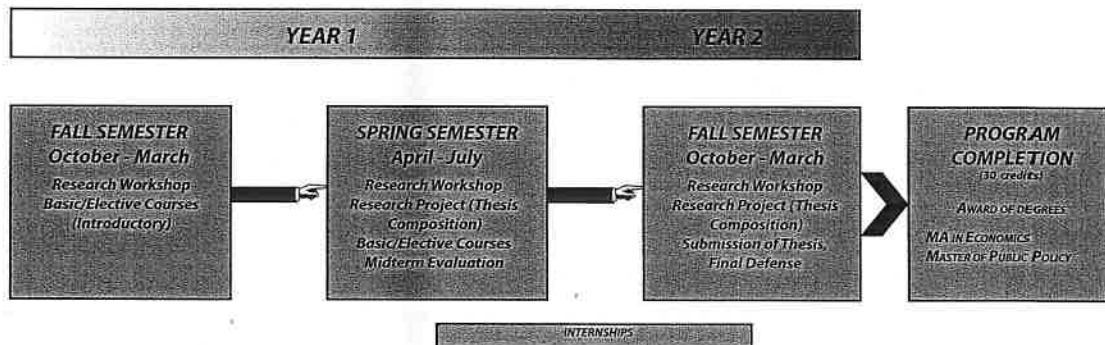 YEAR 1
YEAR 2
FALL SEMESTER
October - March
Research Workshop
Basic/Elective Courses
(Introductory)
SPRING SEMESTER
April - July
Research Workshop
Research Project (Thesis
Composition)
Basic/Elective Courses
Midterm Evaluation
FALL SEMESTER
October - March
Research Workshop
Research Project (Thesis
Composition)
Submission of Thesis,
Final Defense
PROGRAM
COMPLETION
(30 credits)
AWARD OF DEGREES
MA IN ECONOMICS
MASTER OF PUBLIC POLICY
INTERNSHIPS